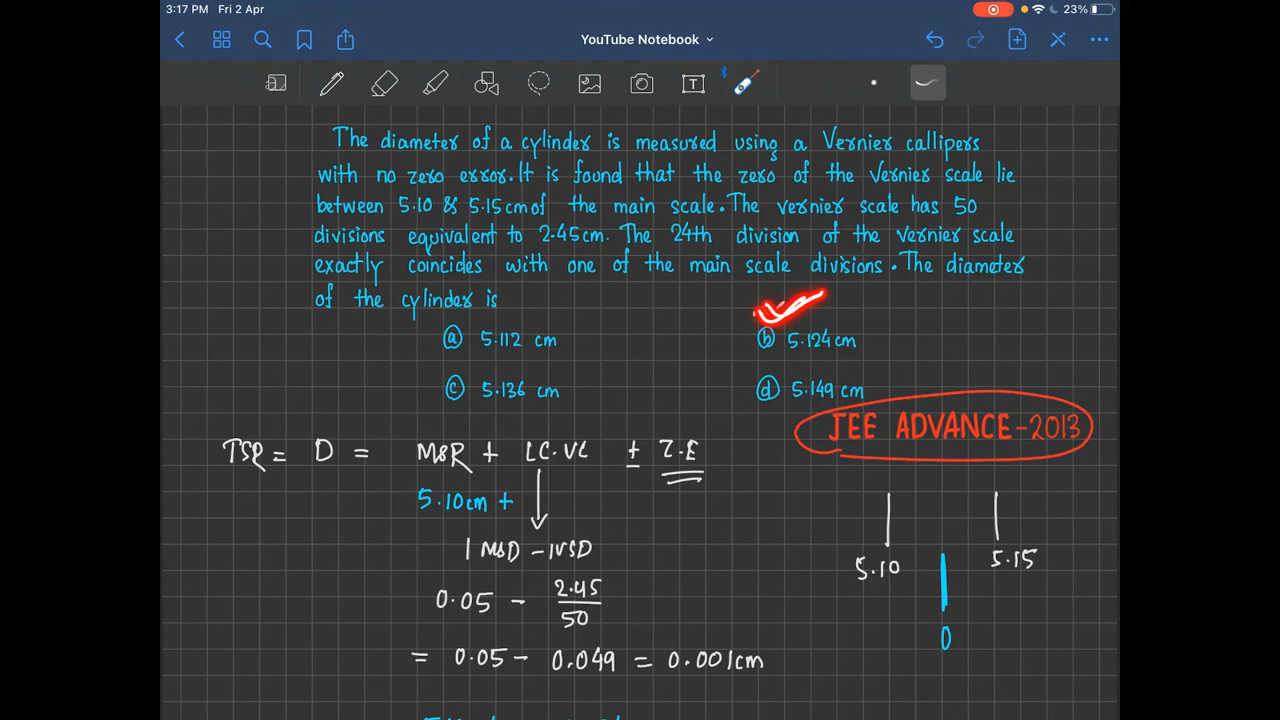 3:17 PM Fri 2 Apr
23%
YouTube Notebook
T
The diameter of a cylinder is measured using a Vernier callipers
with no zero error. It is found that the zero of the Vernier scale lie
between 5.10 & 5.15cm of the main scale. The vernier scale has 50
divisions equivalent to 2.45cm. The 24th division of the vernier scale
exactly coincides with one of the main scale divisions. The diameter
of the cylinder is
ⓐ 5.112 cm
ⓑ 5.124cm
ⓒ 5.136 cm
ⓓ 5.149 cm
JEE ADVANCE-2013
TSR = D = MSR + LC.VC ± Z.E
5.10cm +
1 MSD - 1VSD
0.05 - 2.45
50
= 0.05 - 0.049 = 0.001cm
5.10
5.15
0